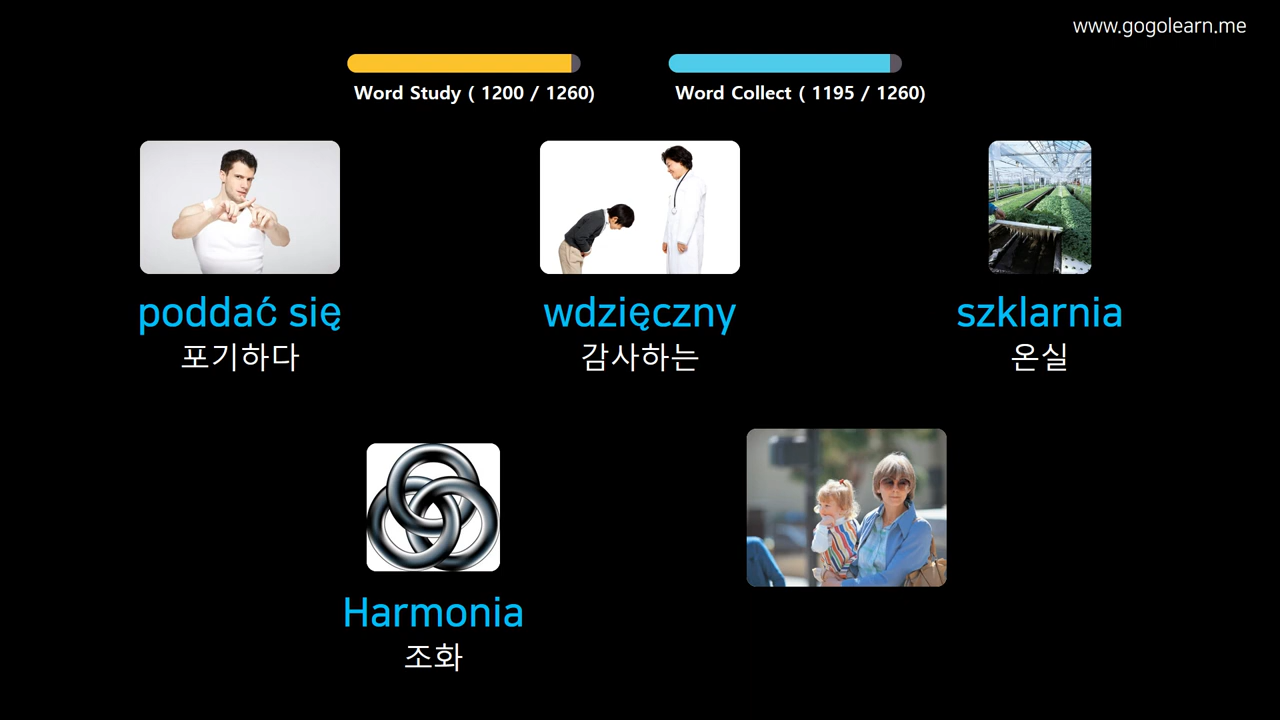 www.gogolearn.me
Word Study ( 1200 / 1260)
Word Collect ( 1195 / 1260)
poddać się
포기하다
wdzięczny
감사하는
szklarnia
온실
Harmonia
조화